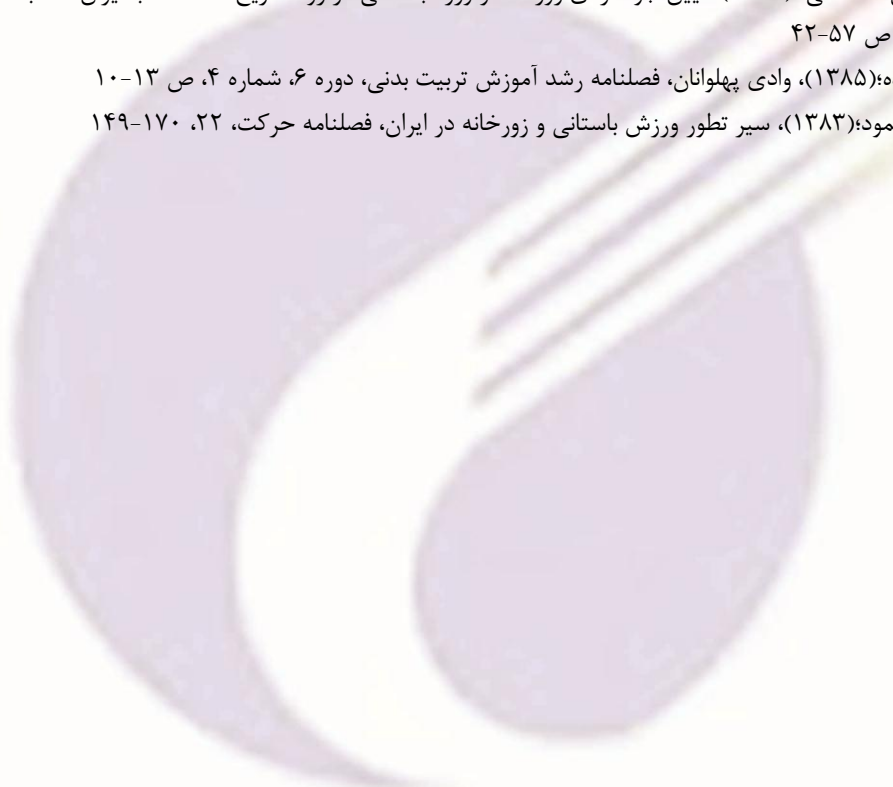 ص ۵۷-۴۲
ه؛(۱۳۸۵)، وادی پهلوانان، فصلنامه رشد آموزش تربیت بدنی، دوره ۶، شماره ۴، ص ۱۳-۱۰
مود؛(۱۳۸۳)، سیر تطور ورزش باستانی و زورخانه در ایران، فصلنامه حرکت، ۲۲، ۱۷۰-۱۴۹